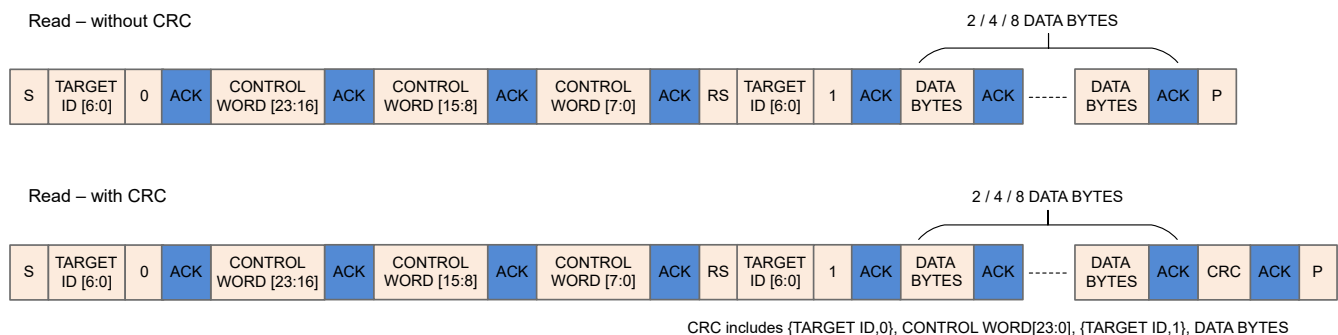 Read – without CRC
2 / 4 / 8 DATA BYTES
S TARGET ID [6:0] 0 ACK CONTROL WORD [23:16] ACK CONTROL WORD [15:8] ACK CONTROL WORD [7:0] ACK RS TARGET ID [6:0] 1 ACK DATA BYTES ACK ------ DATA BYTES ACK P
Read – with CRC
2 / 4 / 8 DATA BYTES
S TARGET ID [6:0] 0 ACK CONTROL WORD [23:16] ACK CONTROL WORD [15:8] ACK CONTROL WORD [7:0] ACK RS TARGET ID [6:0] 1 ACK DATA BYTES ACK ------ DATA BYTES ACK CRC ACK P
CRC includes {TARGET ID,0}, CONTROL WORD[23:0], {TARGET ID,1}, DATA BYTES